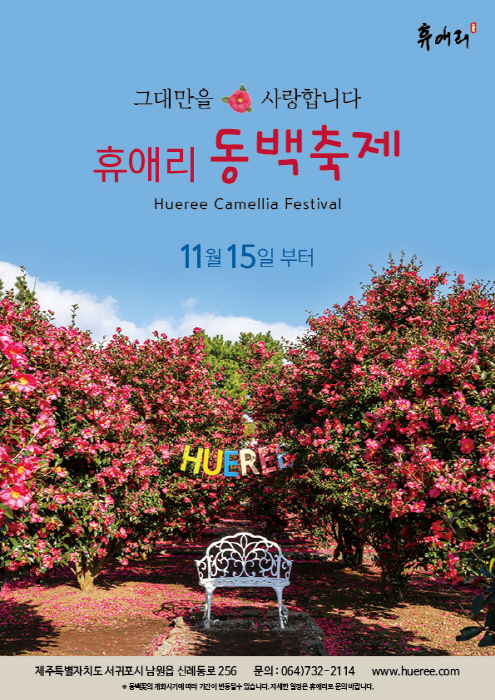 휴애리
그대만을 사랑합니다
휴애리 동백축제
Hueree Camellia Festival
11월 15일 부터
HUEREE
제주특별자치도 서귀포시 남원읍 신례동로 256 문의 : 064)732-2114 www.hueree.com
※ 동백꽃의 개화시기에 따라 기간이 변동될수 있습니다. 자세한 일정은 휴애리로 문의 바랍니다.